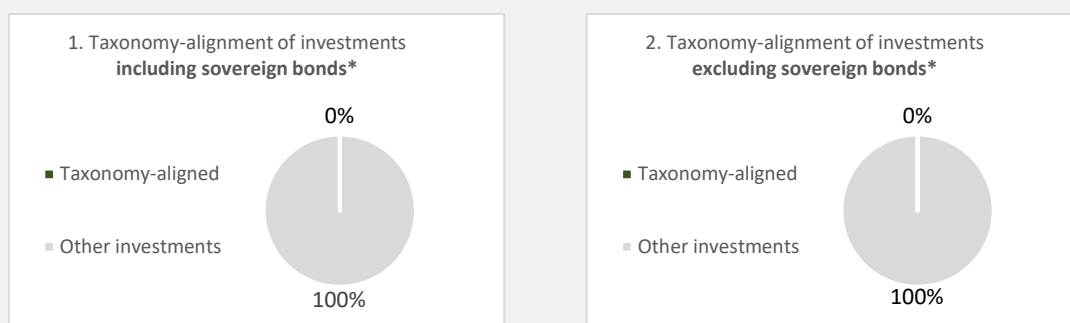 1. Taxonomy-alignment of investments
including sovereign bonds*
0%
Taxonomy-aligned
Other investments
100%
2. Taxonomy-alignment of investments
excluding sovereign bonds*
0%
Taxonomy-aligned
Other investments
100%